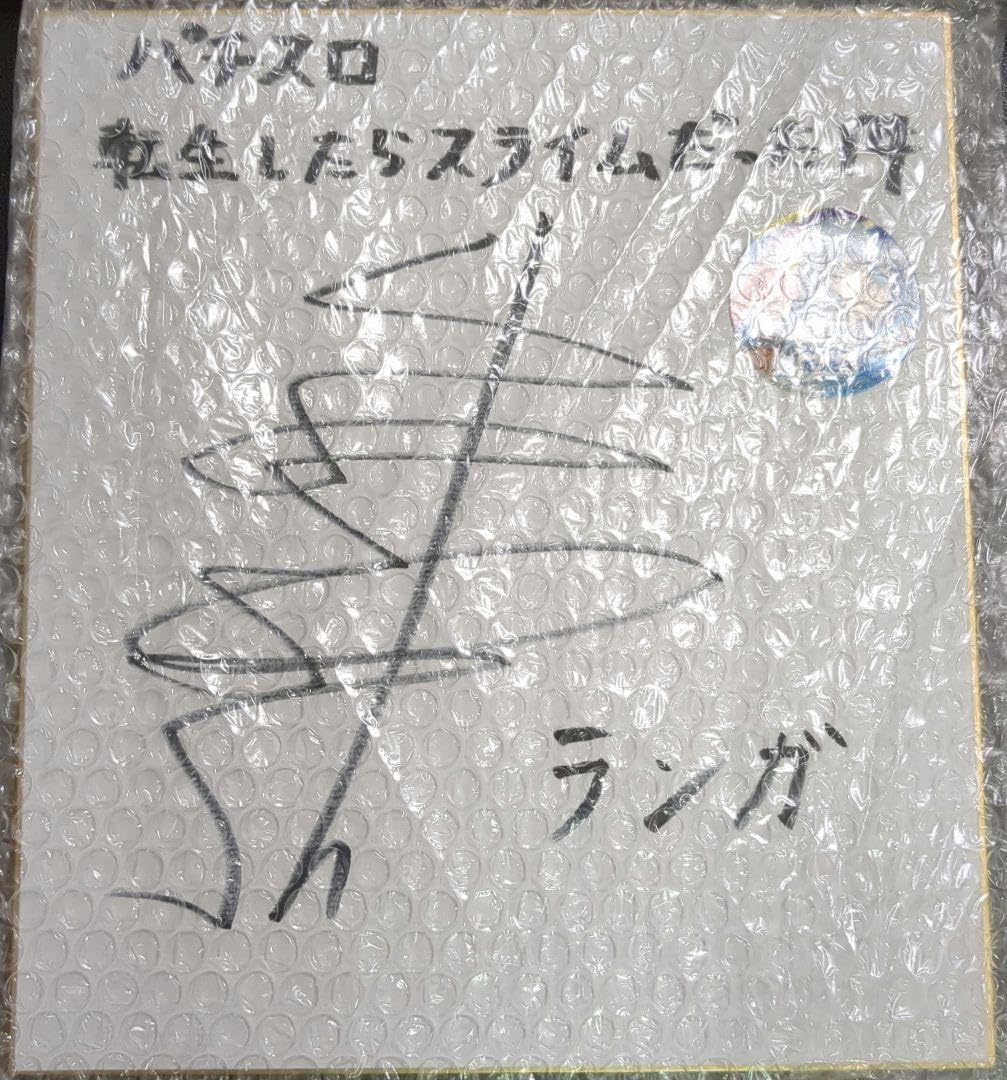 パチスロ
転生したらスライムだった件
ランガ